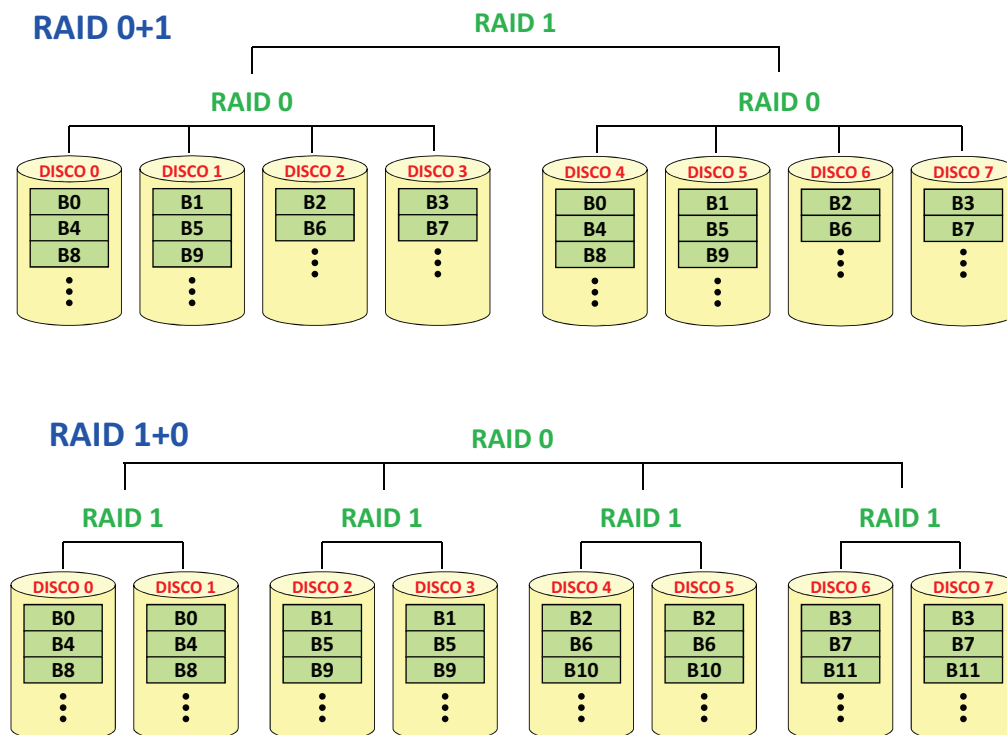 RAID 0+1
RAID 1
RAID 0 RAID 0
DISCO 0 DISCO 1 DISCO 2 DISCO 3 DISCO 4 DISCO 5 DISCO 6 DISCO 7
B0 B1 B2 B3 B0 B1 B2 B3
B4 B5 B6 B7 B4 B5 B6 B7
B8 B9 B8 B9
RAID 1+0
RAID 0
RAID 1 RAID 1 RAID 1 RAID 1
DISCO 0 DISCO 1 DISCO 2 DISCO 3 DISCO 4 DISCO 5 DISCO 6 DISCO 7
B0 B0 B1 B1 B2 B2 B3 B3
B4 B4 B5 B5 B6 B6 B7 B7
B8 B8 B9 B9 B10 B10 B11 B11